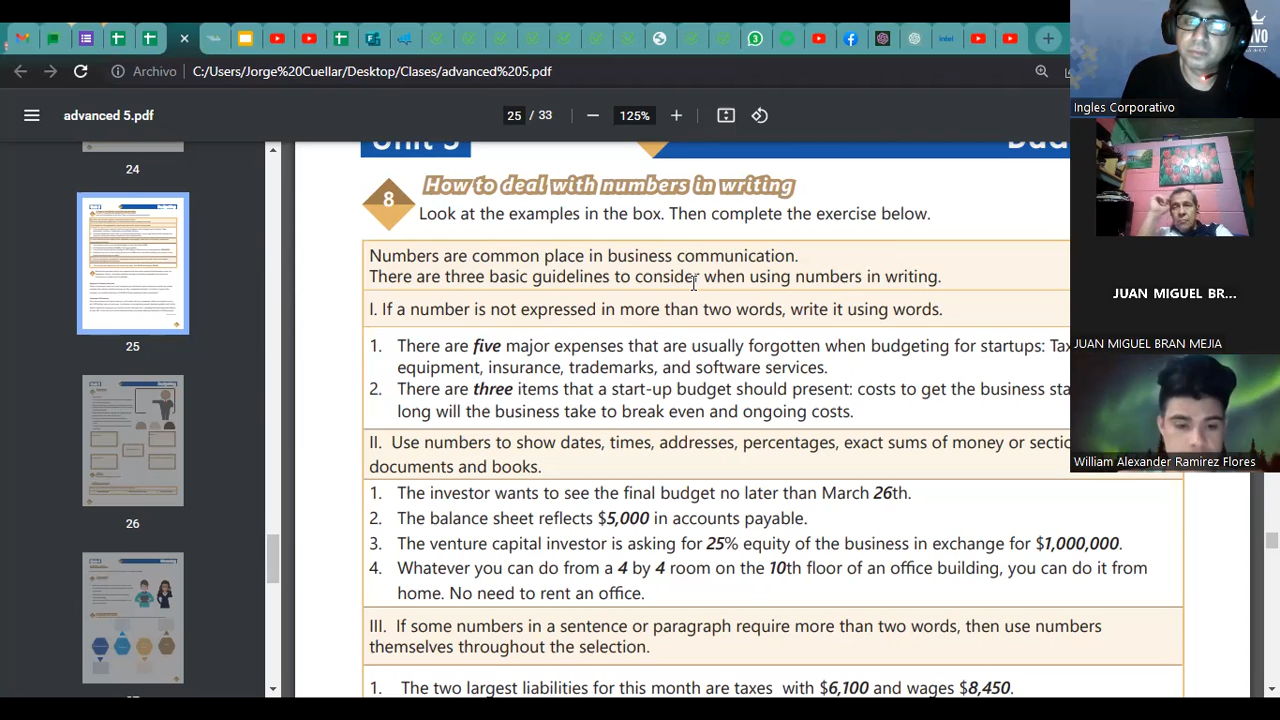 Archivo
C:/Users/Jorge%20Cuellar/Desktop/Clases/advanced%205.pdf
advanced 5.pdf
25 / 33
125%
24
25
26
Unit 5
8
How to deal with numbers in writing
Look at the examples in the box. Then complete the exercise below.
Numbers are common place in business communication.
There are three basic guidelines to consider when using numbers in writing.
I. If a number is not expressed in more than two words, write it using words.
1. There are five major expenses that are usually forgotten when budgeting for startups: Tax
equipment, insurance, trademarks, and software services.
2. There are three items that a start-up budget should present: costs to get the business sta
long will the business take to break even and ongoing costs.
II. Use numbers to show dates, times, addresses, percentages, exact sums of money or secti
documents and books.
1. The investor wants to see the final budget no later than March 26th.
2. The balance sheet reflects $5,000 in accounts payable.
3. The venture capital investor is asking for 25% equity of the business in exchange for $1,000,000.
4. Whatever you can do from a 4 by 4 room on the 10th floor of an office building, you can do it from
home. No need to rent an office.
III. If some numbers in a sentence or paragraph require more than two words, then use numbers
themselves throughout the selection.
1. The two largest liabilities for this month are taxes with $6,100 and wages $8,450.
Ingles Corporativo
JUAN MIGUEL BR...
JUAN MIGUEL BRAN MEJIA
William Alexander Ramirez Flores